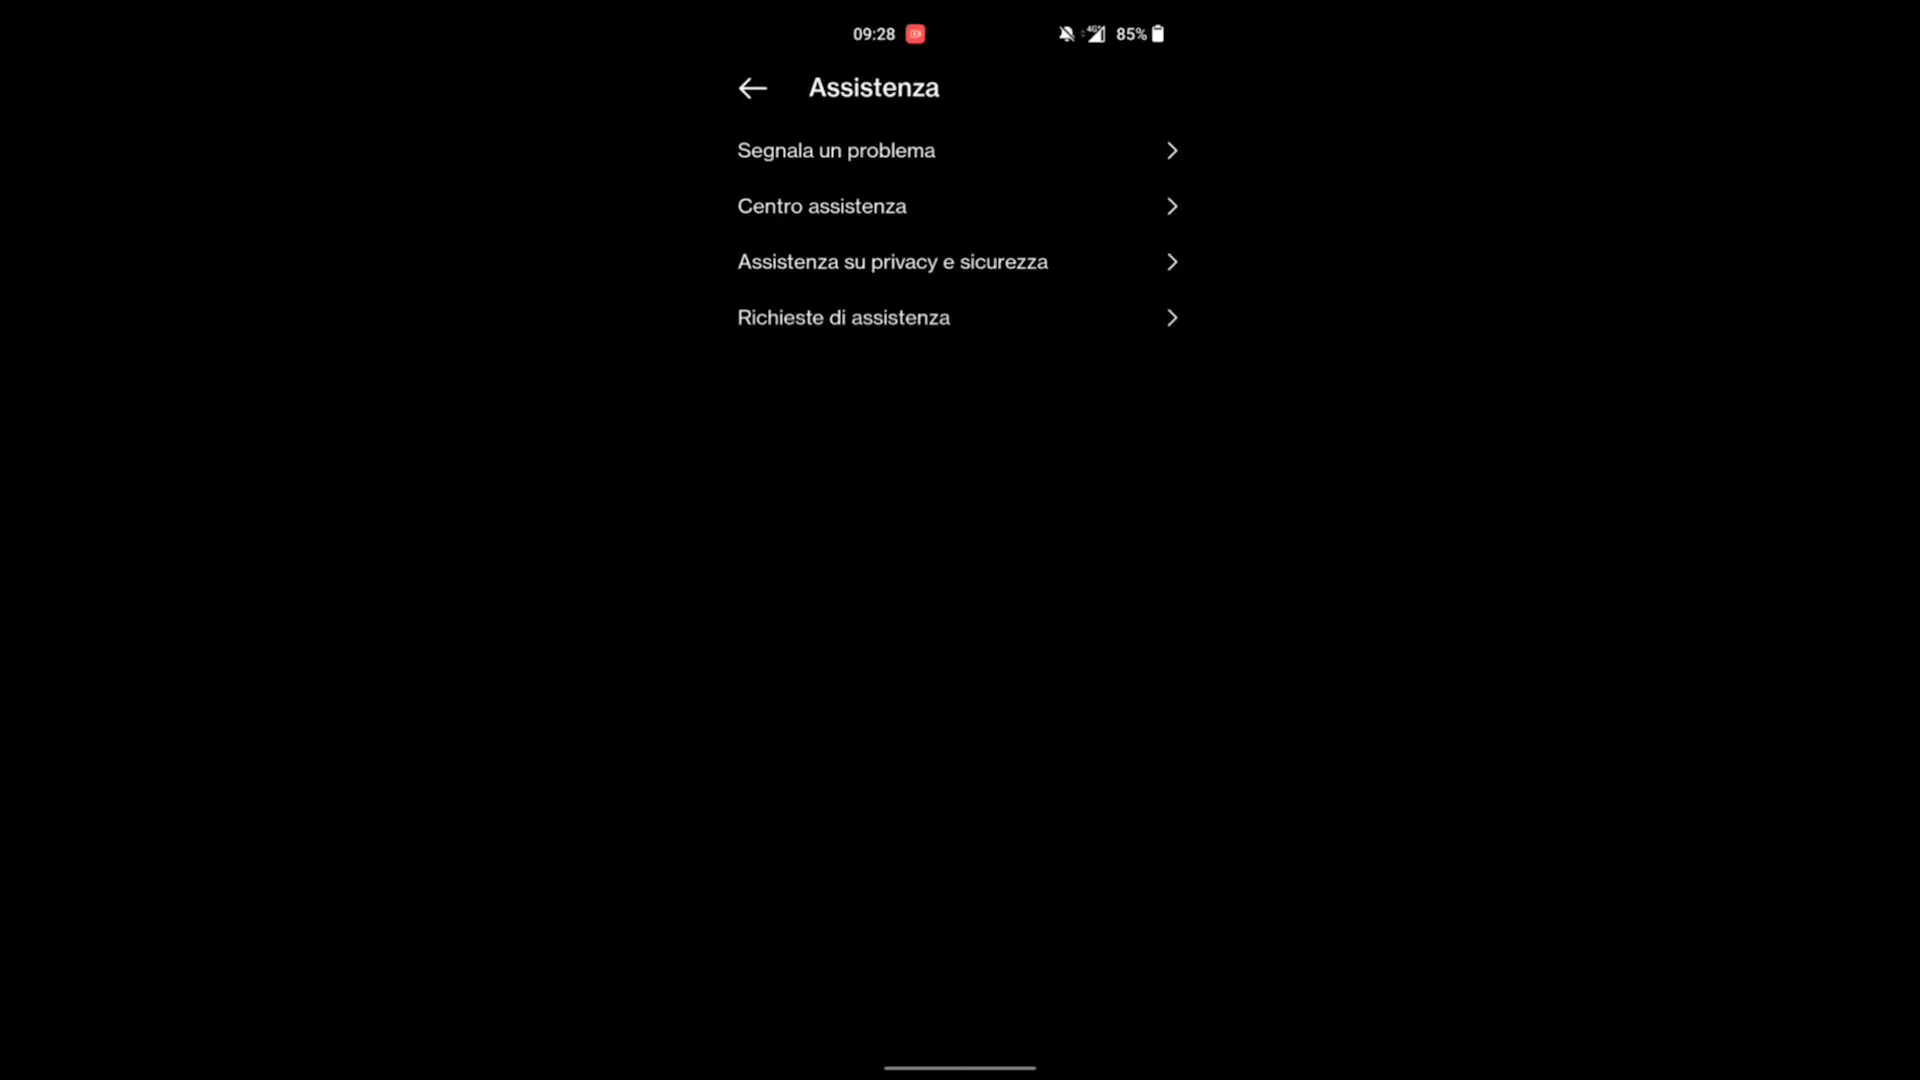 09:28 85%
Assistenza
Segnala un problema
Centro assistenza
Assistenza su privacy e sicurezza
Richieste di assistenza